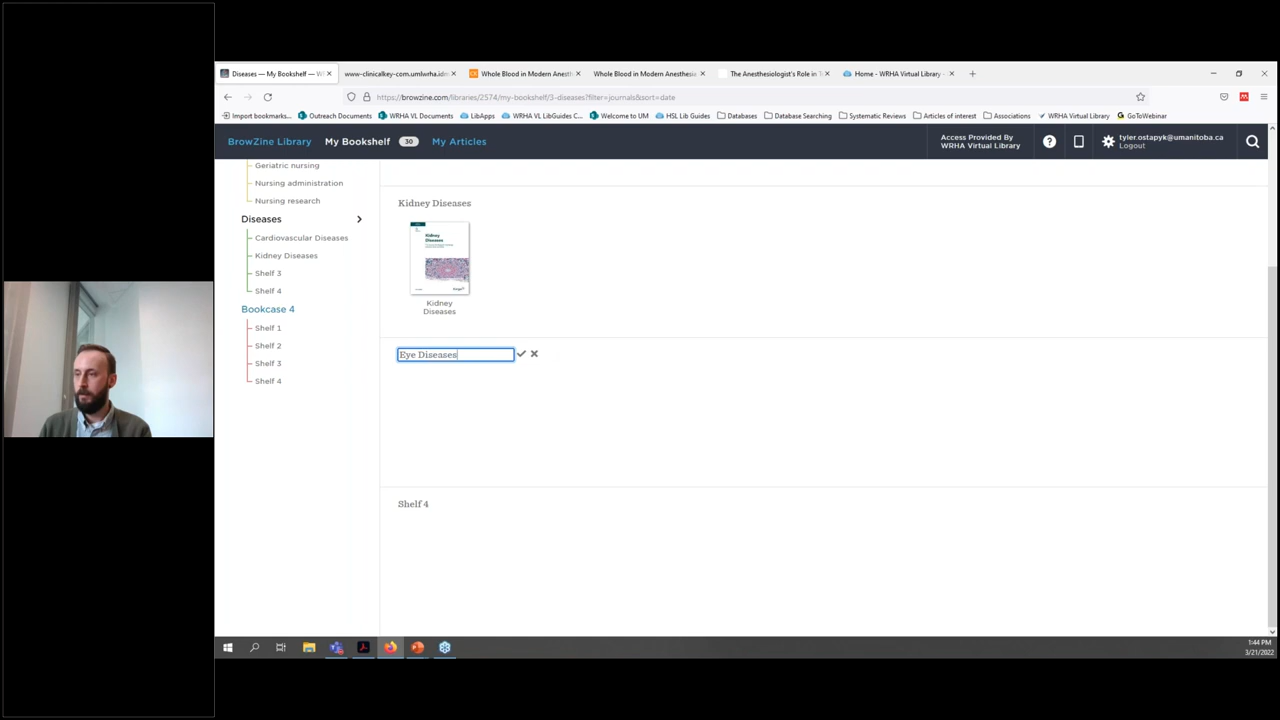 Diseases — My Bookshelf — W
www-clinicalkey-com.umlwrha.idm
Whole Blood in Modern Anesth
Whole Blood in Modern Anesthesia
The Anesthesiologist's Role in T
Home - WRHA Virtual Library
https://browzine.com/libraries/2574/my-bookshelf/3-diseases?filter=journals&sort=date
Import bookmarks...
Outreach Documents
WRHA VL Documents
LibApps
WRHA VL LibGuides C...
Welcome to UM
HSL Lib Guides
Databases
Database Searching
Systematic Reviews
Articles of interest
Associations
WRHA Virtual Library
GoToWebinar
BrowZine Library
My Bookshelf 30
My Articles
Access Provided By
WRHA Virtual Library
tyler.ostapyk@umanitoba.ca
Logout
Geriatric nursing
Nursing administration
Nursing research
Diseases
Cardiovascular Diseases
Kidney Diseases
Shelf 3
Shelf 4
Bookcase 4
Shelf 1
Shelf 2
Shelf 3
Shelf 4
Kidney Diseases
Kidney
Diseases
Kidney
Diseases
Eye Diseases
Shelf 4
1:44 PM
3/21/2022